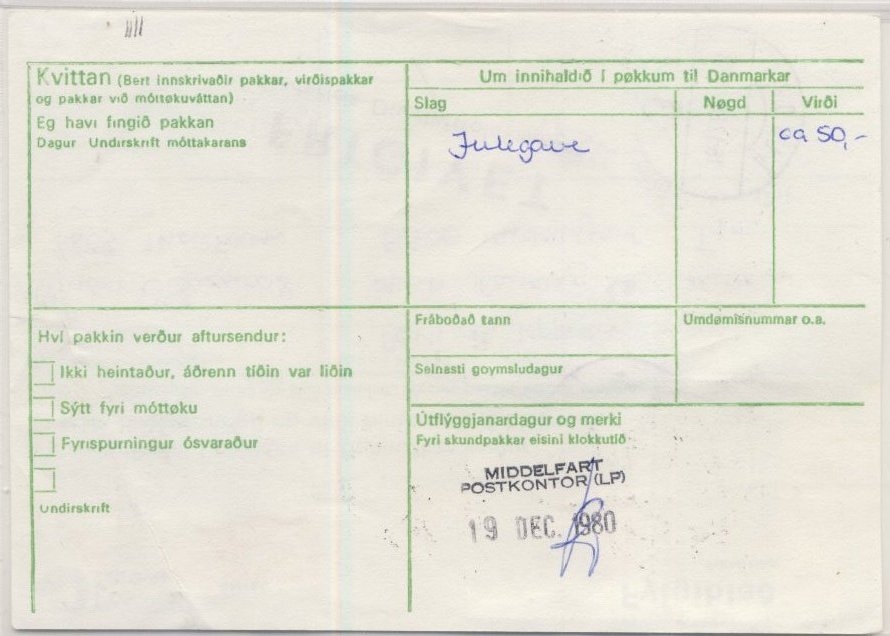 Kvittan (Bert innskrivaðir pakkar, virðispakkar
og pakkar við móttøkuváttan)
Eg havi fingið pakkan
Dagur Undirskrift móttakarans
Um innihaldið í pøkkum til Danmarkar
Slag Nøgd Virði
Julegave ca 50,-
Hví pakkin verður aftursendur:
Ikki heintaður, áðrenn tíðin var liðin
Sýtt fyri móttøku
Fyrispurningur ósvaraður
Undirskrift
Fráboðað tann Umdømisnummar o.a.
Seinasti goymsludagur
Útflýggjanardagur og merki
Fyri skundpakkar eisini klokkutíð
MIDDELFART
POSTKONTOR (LP)
19 DEC. 1980